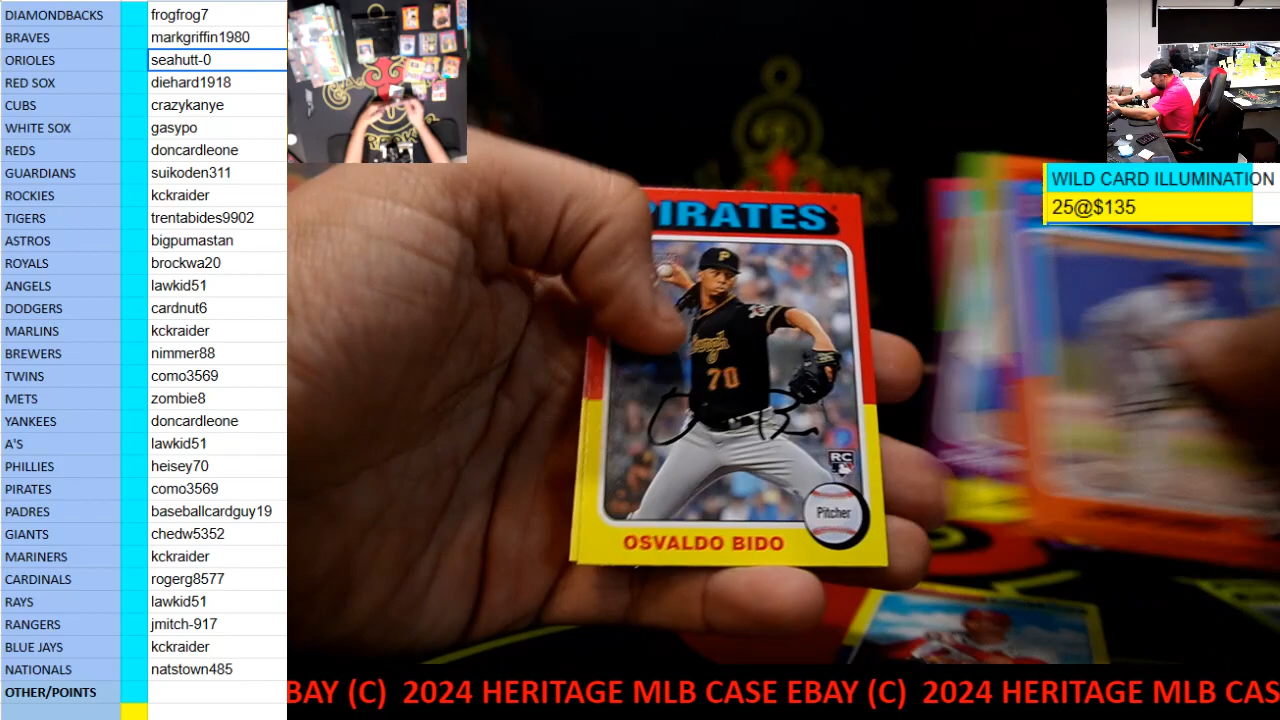 DIAMONDBACKS frogfrog7
BRAVES markgriffin1980
ORIOLES seahutt-0
RED SOX diehard1918
CUBS crazykanye
WHITE SOX gasypo
REDS doncardleone
GUARDIANS suikoden311
ROCKIES kckraider
TIGERS trentabides9902
ASTROS bigpumastan
ROYALS brockwa20
ANGELS lawkid51
DODGERS cardnut6
MARLINS kckraider
BREWERS nimmer88
TWINS como3569
METS zombie8
YANKEES doncardleone
A'S lawkid51
PHILLIES heisey70
PIRATES como3569
PADRES baseballcardguy19
GIANTS chedw5352
MARINERS kckraider
CARDINALS rogerg8577
RAYS lawkid51
RANGERS jmitch-917
BLUE JAYS kckraider
NATIONALS natstown485
OTHER/POINTS
WILD CARD ILLUMINATION
25@$135
PIRATES
P
70
RC
Pitcher
OSVALDO BIDO
BAY (C) 2024 HERITAGE MLB CASE EBAY (C) 2024 HERITAGE MLB CAS